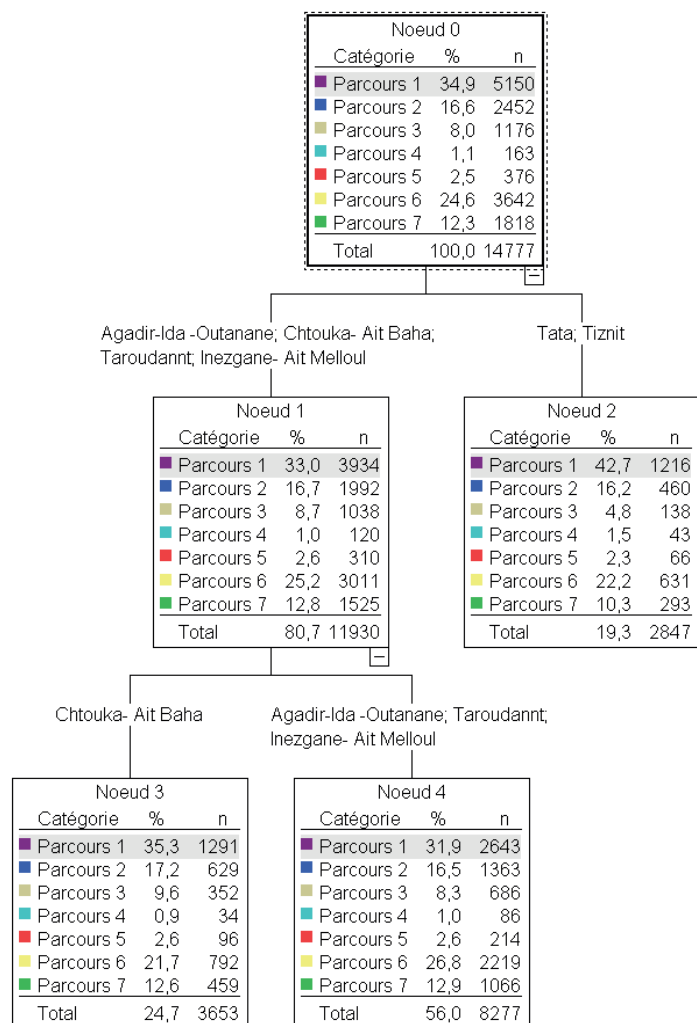 Noeud 0
Catégorie % n
Parcours 1 34,9 5150
Parcours 2 16,6 2452
Parcours 3 8,0 1176
Parcours 4 1,1 163
Parcours 5 2,5 376
Parcours 6 24,6 3642
Parcours 7 12,3 1818
Total 100,0 14777
Agadir-Ida -Outanane; Chtouka- Ait Baha;
Taroudannt; Inezgane- Ait Melloul
Tata; Tiznit
Noeud 1
Catégorie % n
Parcours 1 33,0 3934
Parcours 2 16,7 1992
Parcours 3 8,7 1038
Parcours 4 1,0 120
Parcours 5 2,6 310
Parcours 6 25,2 3011
Parcours 7 12,8 1525
Total 80,7 11930
Noeud 2
Catégorie % n
Parcours 1 42,7 1216
Parcours 2 16,2 460
Parcours 3 4,8 138
Parcours 4 1,5 43
Parcours 5 2,3 66
Parcours 6 22,2 631
Parcours 7 10,3 293
Total 19,3 2847
Chtouka- Ait Baha
Agadir-Ida -Outanane; Taroudannt;
Inezgane- Ait Melloul
Noeud 3
Catégorie % n
Parcours 1 35,3 1291
Parcours 2 17,2 629
Parcours 3 9,6 352
Parcours 4 0,9 34
Parcours 5 2,6 96
Parcours 6 21,7 792
Parcours 7 12,6 459
Total 24,7 3653
Noeud 4
Catégorie % n
Parcours 1 31,9 2643
Parcours 2 16,5 1363
Parcours 3 8,3 686
Parcours 4 1,0 86
Parcours 5 2,6 214
Parcours 6 26,8 2219
Parcours 7 12,9 1066
Total 56,0 8277